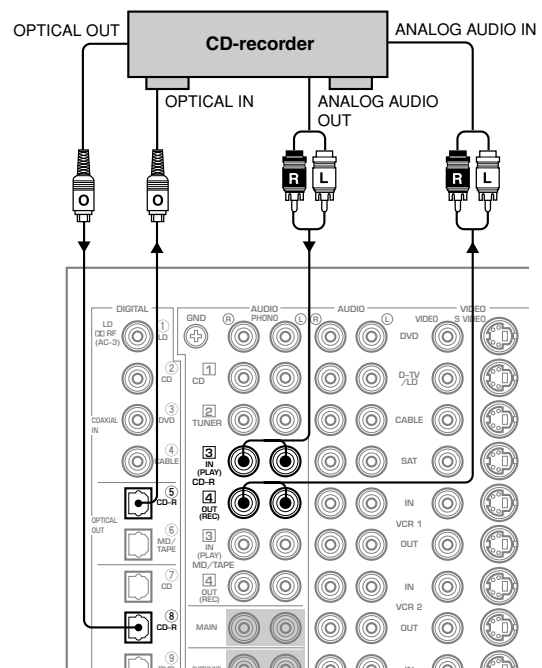 OPTICAL OUT
CD-recorder
ANALOG AUDIO IN
OPTICAL IN
ANALOG AUDIO
OUT
O
O
R
L
R
L
DIGITAL
AUDIO
AUDIO
VIDEO
GND
R
PHONO
L
R
L
VIDEO
S VIDEO
LD
RF
(AC-3)
1
LD
DVD
2
CD
1
CD
D-TV
/LD
COAXIAL
IN
3
DVD
2
TUNER
CABLE
4
CABLE
3
IN
(PLAY)
CD-R
SAT
5
CD-R
4
OUT
(REC)
IN
VCR 1
OPTICAL
OUT
6
MD/
TAPE
3
IN
(PLAY)
MD/TAPE
OUT
7
CD
4
OUT
(REC)
IN
VCR 2
8
CD-R
MAIN
OUT
9